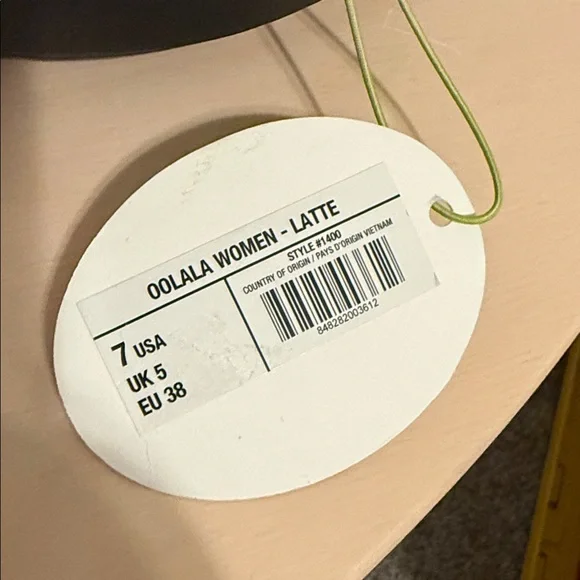 OOLALA WOMEN - LATTE
7 USA
UK 5
EU 38
STYLE #1400
COUNTRY OF ORIGIN / PAYS D'ORIGIN VIETNAM
848282003612